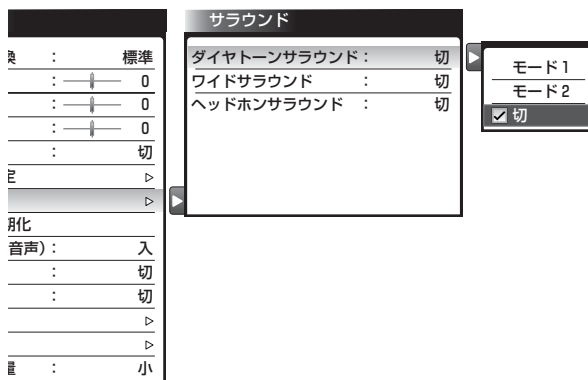 ： 標準
： 0
： 0
： 0
： 切
定 ▷
▷
期化
音声）： 入
： 切
： 切
▷
▷
量 ： 小
サラウンド
ダイヤトーンサラウンド： 切
ワイドサラウンド ： 切
ヘッドホンサラウンド ： 切
モード1
モード2
切